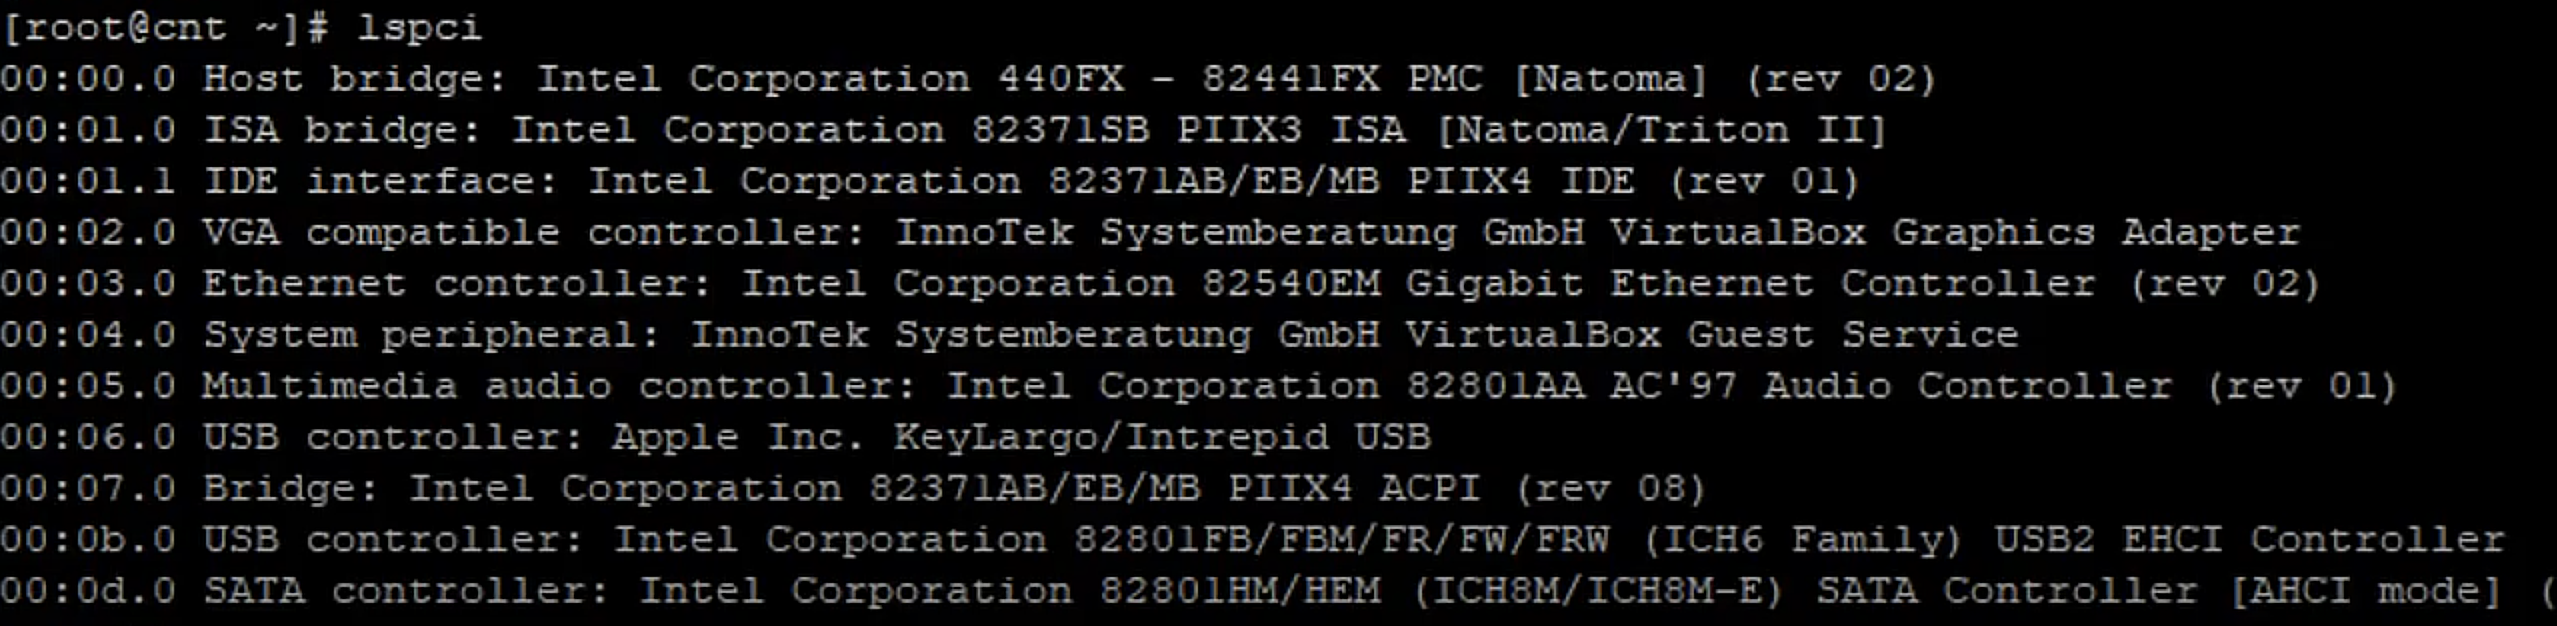 [root@cnt ~]# lspci
00:00.0 Host bridge: Intel Corporation 440FX - 82441FX PMC [Natoma] (rev 02)
00:01.0 ISA bridge: Intel Corporation 82371SB PIIX3 ISA [Natoma/Triton II]
00:01.1 IDE interface: Intel Corporation 82371AB/EB/MB PIIX4 IDE (rev 01)
00:02.0 VGA compatible controller: InnoTek Systemberatung GmbH VirtualBox Graphics Adapter
00:03.0 Ethernet controller: Intel Corporation 82540EM Gigabit Ethernet Controller (rev 02)
00:04.0 System peripheral: InnoTek Systemberatung GmbH VirtualBox Guest Service
00:05.0 Multimedia audio controller: Intel Corporation 82801AA AC'97 Audio Controller (rev 01)
00:06.0 USB controller: Apple Inc. KeyLargo/Intrepid USB
00:07.0 Bridge: Intel Corporation 82371AB/EB/MB PIIX4 ACPI (rev 08)
00:0b.0 USB controller: Intel Corporation 82801FB/FBM/FR/FW/FRW (ICH6 Family) USB2 EHCI Controller
00:0d.0 SATA controller: Intel Corporation 82801HM/HEM (ICH8M/ICH8M-E) SATA Controller [AHCI mode] (